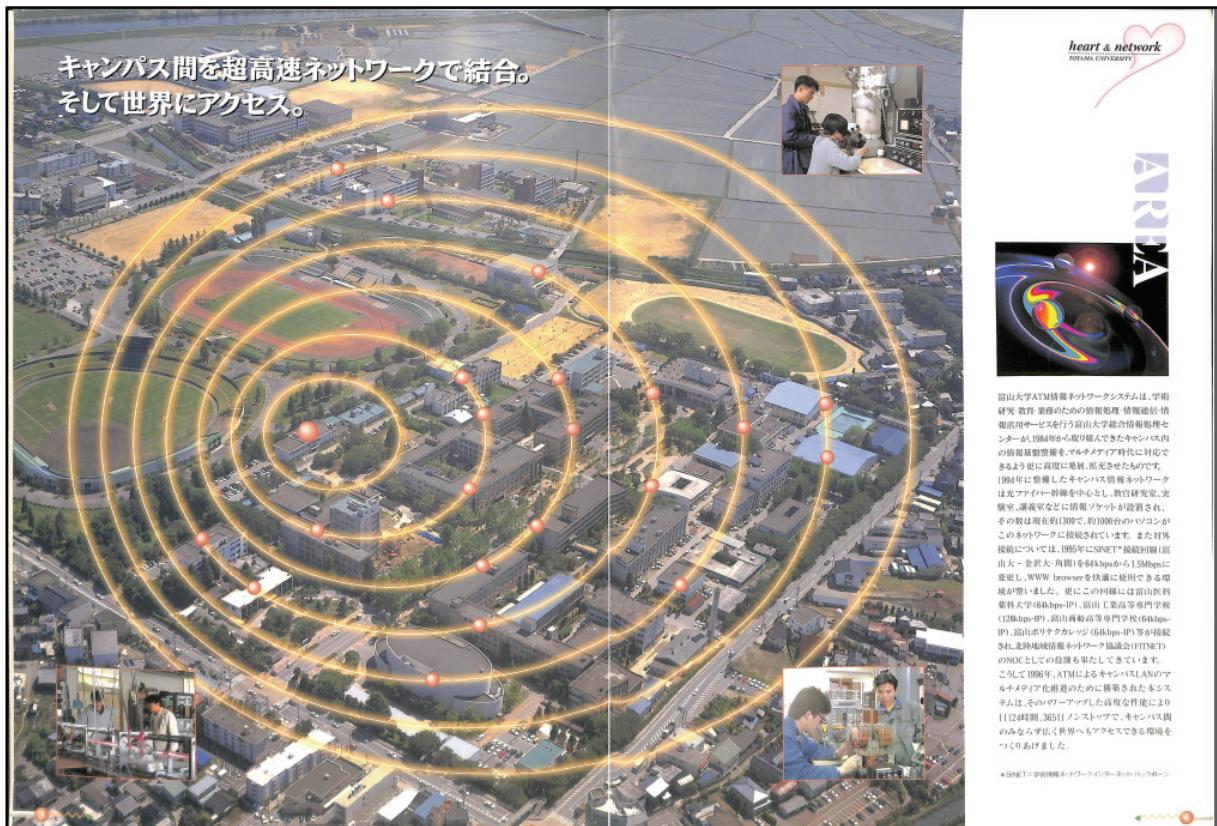 キャンパス間を超高速ネットワークで結合。
そして世界にアクセス。
heart & network
TOYAMA UNIVERSITY
AREA
富山大学ATM情報ネットワークシステムは、学術
研究・教育・業務のための情報処理・情報通信・情
報活用サービスを行う富山大学総合情報処理セ
ンターが、1984年から取り組んできたキャンパス内
の情報基盤整備を、マルチメディア時代に対応で
きるよう更に高度に発展、拡充させたものです。
1994年に整備したキャンパス情報ネットワーク
は光ファイバー幹線を中心とし、教官研究室、実
験室、講義室などに情報ソケットが設置され、
その数は現在約1300で、約1000台のパソコンが
このネットワークに接続されています。また対外
接続については、1995年にSINET*接続回線(富
山大~金沢大・角間)を64kbpsから1.5Mbpsに
変更し、WWW browserを快適に使用できる環
境が整いました。更にこの回線には富山医科
薬科大学(64kbps-IP)、富山工業高等専門学校
(128kbps-IP)、富山商船高等専門学校(64kbps-
IP)、富山ポリテクカレッジ(64kbps-IP)等が接続
され、北陸地域情報ネットワーク協議会(FITNET)
のNOCとしての役割も果たしてきています。
こうして1996年、ATMによるキャンパスLANのマ
ルチメディア化推進のために構築された本シス
テムは、そのパワーアップした高度な性能により
1日24時間、365日ノンストップで、キャンパス間
のみならず広く世界へもアクセスできる環境を
つくりあげました。
*SINET=学術情報ネットワークインターネット・バックボーン